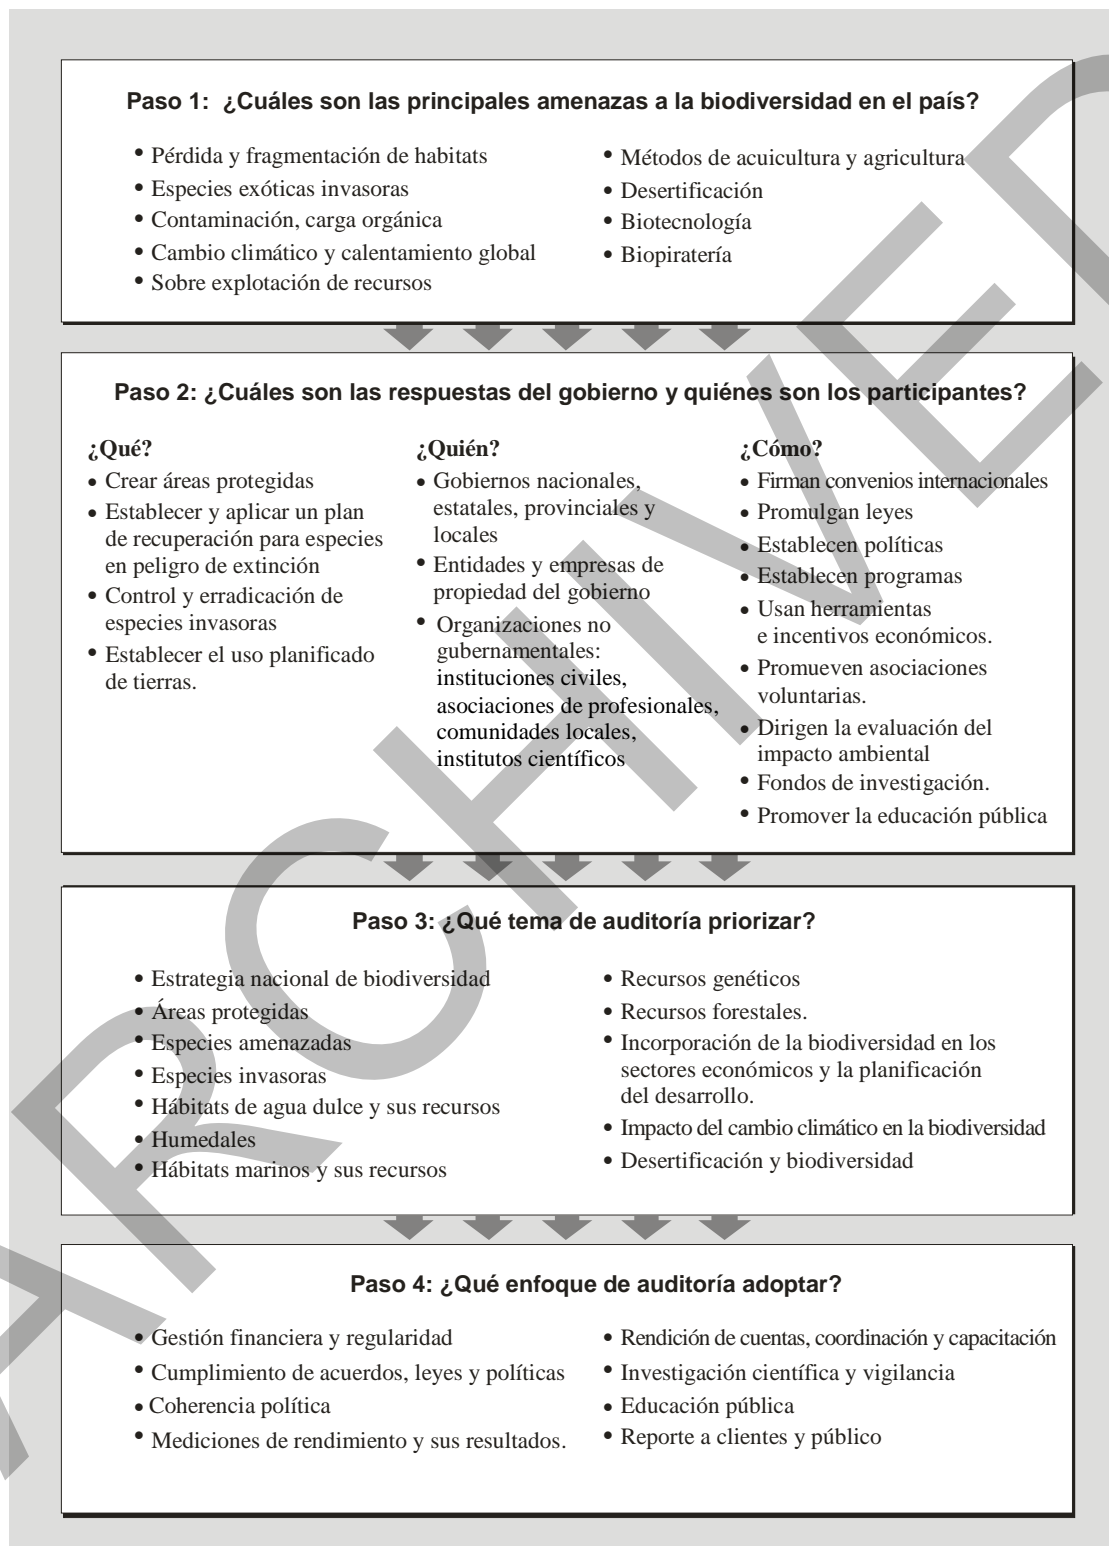 Paso 1: ¿Cuáles son las principales amenazas a la biodiversidad en el país?
• Pérdida y fragmentación de habitats
• Especies exóticas invasoras
• Contaminación, carga orgánica
• Cambio climático y calentamiento global
• Sobre explotación de recursos
• Métodos de acuicultura y agricultura
• Desertificación
• Biotecnología
• Biopiratería
Paso 2: ¿Cuáles son las respuestas del gobierno y quiénes son los participantes?
¿Qué?
• Crear áreas protegidas
• Establecer y aplicar un plan
de recuperación para especies
en peligro de extinción
• Control y erradicación de
especies invasoras
• Establecer el uso planificado
de tierras.
¿Quién?
• Gobiernos nacionales,
estatales, provinciales y
locales
• Entidades y empresas de
propiedad del gobierno
• Organizaciones no
gubernamentales:
instituciones civiles,
asociaciones de profesionales,
comunidades locales,
institutos científicos
¿Cómo?
• Firman convenios internacionales
• Promulgan leyes
• Establecen políticas
• Establecen programas
• Usan herramientas
e incentivos económicos.
• Promueven asociaciones
voluntarias.
• Dirigen la evaluación del
impacto ambiental
• Fondos de investigación.
• Promover la educación pública
Paso 3: ¿Qué tema de auditoría priorizar?
• Estrategia nacional de biodiversidad
• Áreas protegidas
• Especies amenazadas
• Especies invasoras
• Hábitats de agua dulce y sus recursos
• Humedales
• Hábitats marinos y sus recursos
• Recursos genéticos
• Recursos forestales.
• Incorporación de la biodiversidad en los
sectores económicos y la planificación
del desarrollo.
• Impacto del cambio climático en la biodiversidad
• Desertificación y biodiversidad
Paso 4: ¿Qué enfoque de auditoría adoptar?
• Gestión financiera y regularidad
• Cumplimiento de acuerdos, leyes y políticas
• Coherencia política
• Mediciones de rendimiento y sus resultados.
• Rendición de cuentas, coordinación y capacitación
• Investigación científica y vigilancia
• Educación pública
• Reporte a clientes y público
ARCHIVED